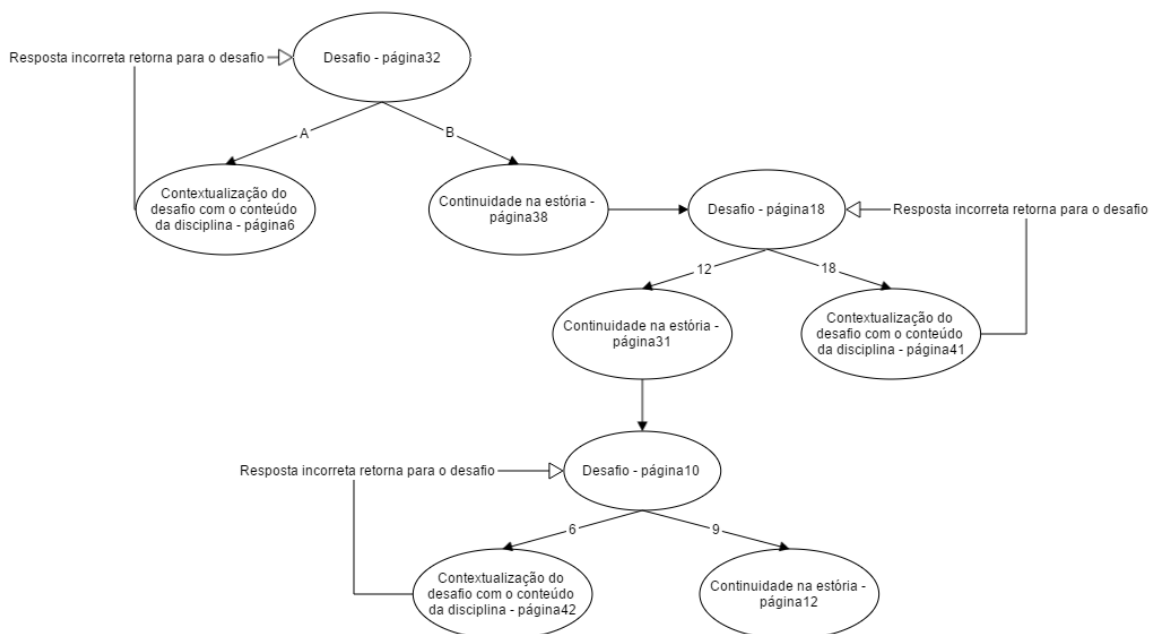 Resposta incorreta retorna para o desafio
Desafio - página32
A
B
Contextualização do
desafio com o conteúdo
da disciplina - página6
Continuidade na estória -
página38
Desafio - página18
Resposta incorreta retorna para o desafio
12
18
Continuidade na estória -
página31
Contextualização do
desafio com o conteúdo
da disciplina - página41
Resposta incorreta retorna para o desafio
Desafio - página10
6
9
Contextualização do
desafio com o conteúdo
da disciplina - página42
Continuidade na estória -
página12